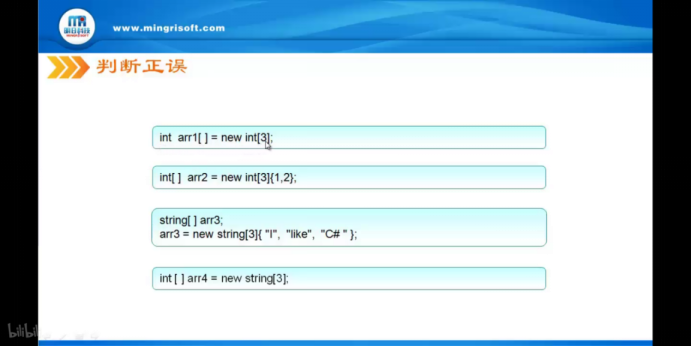 www.mingrisoft.com
判断正误
int arr1[ ] = new int[3];
int[ ] arr2 = new int[3]{1,2};
string[ ] arr3;
arr3 = new string[3]{ "I", "like", "C# " };
int [ ] arr4 = new string[3];